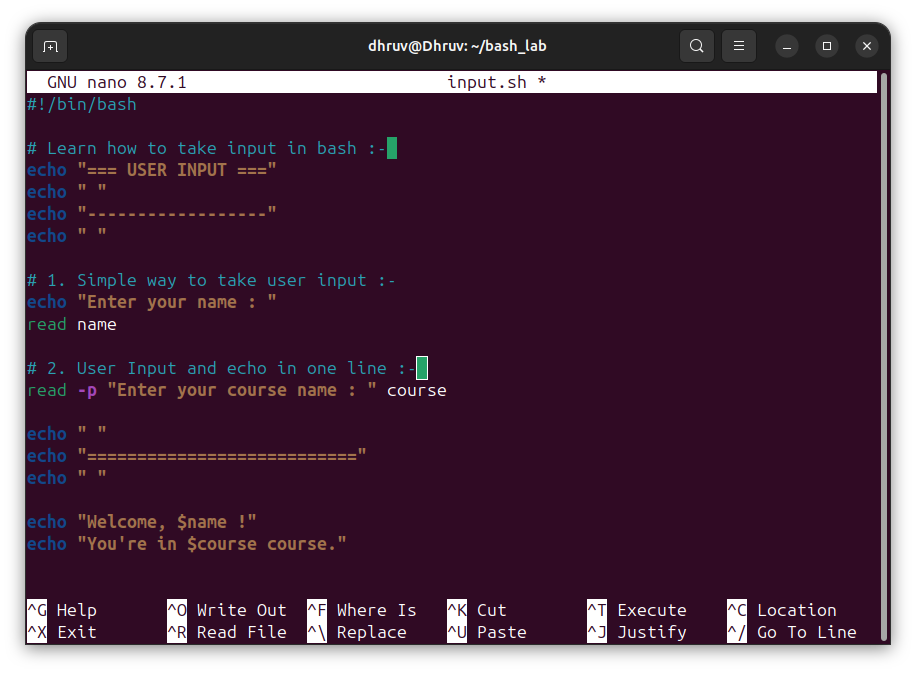 dhruv@Dhruv: ~/bash_lab
GNU nano 8.7.1 input.sh *
#!/bin/bash

# Learn how to take input in bash :-
echo "=== USER INPUT ==="
echo " "
echo "------------------"
echo " "

# 1. Simple way to take user input :-
echo "Enter your name : "
read name

# 2. User Input and echo in one line :-
read -p "Enter your course name : " course

echo " "
echo "==========================="
echo " "

echo "Welcome, $name !"
echo "You're in $course course."

^G Help ^O Write Out ^F Where Is ^K Cut ^T Execute ^C Location
^X Exit ^R Read File ^\ Replace ^U Paste ^J Justify ^/ Go To Line